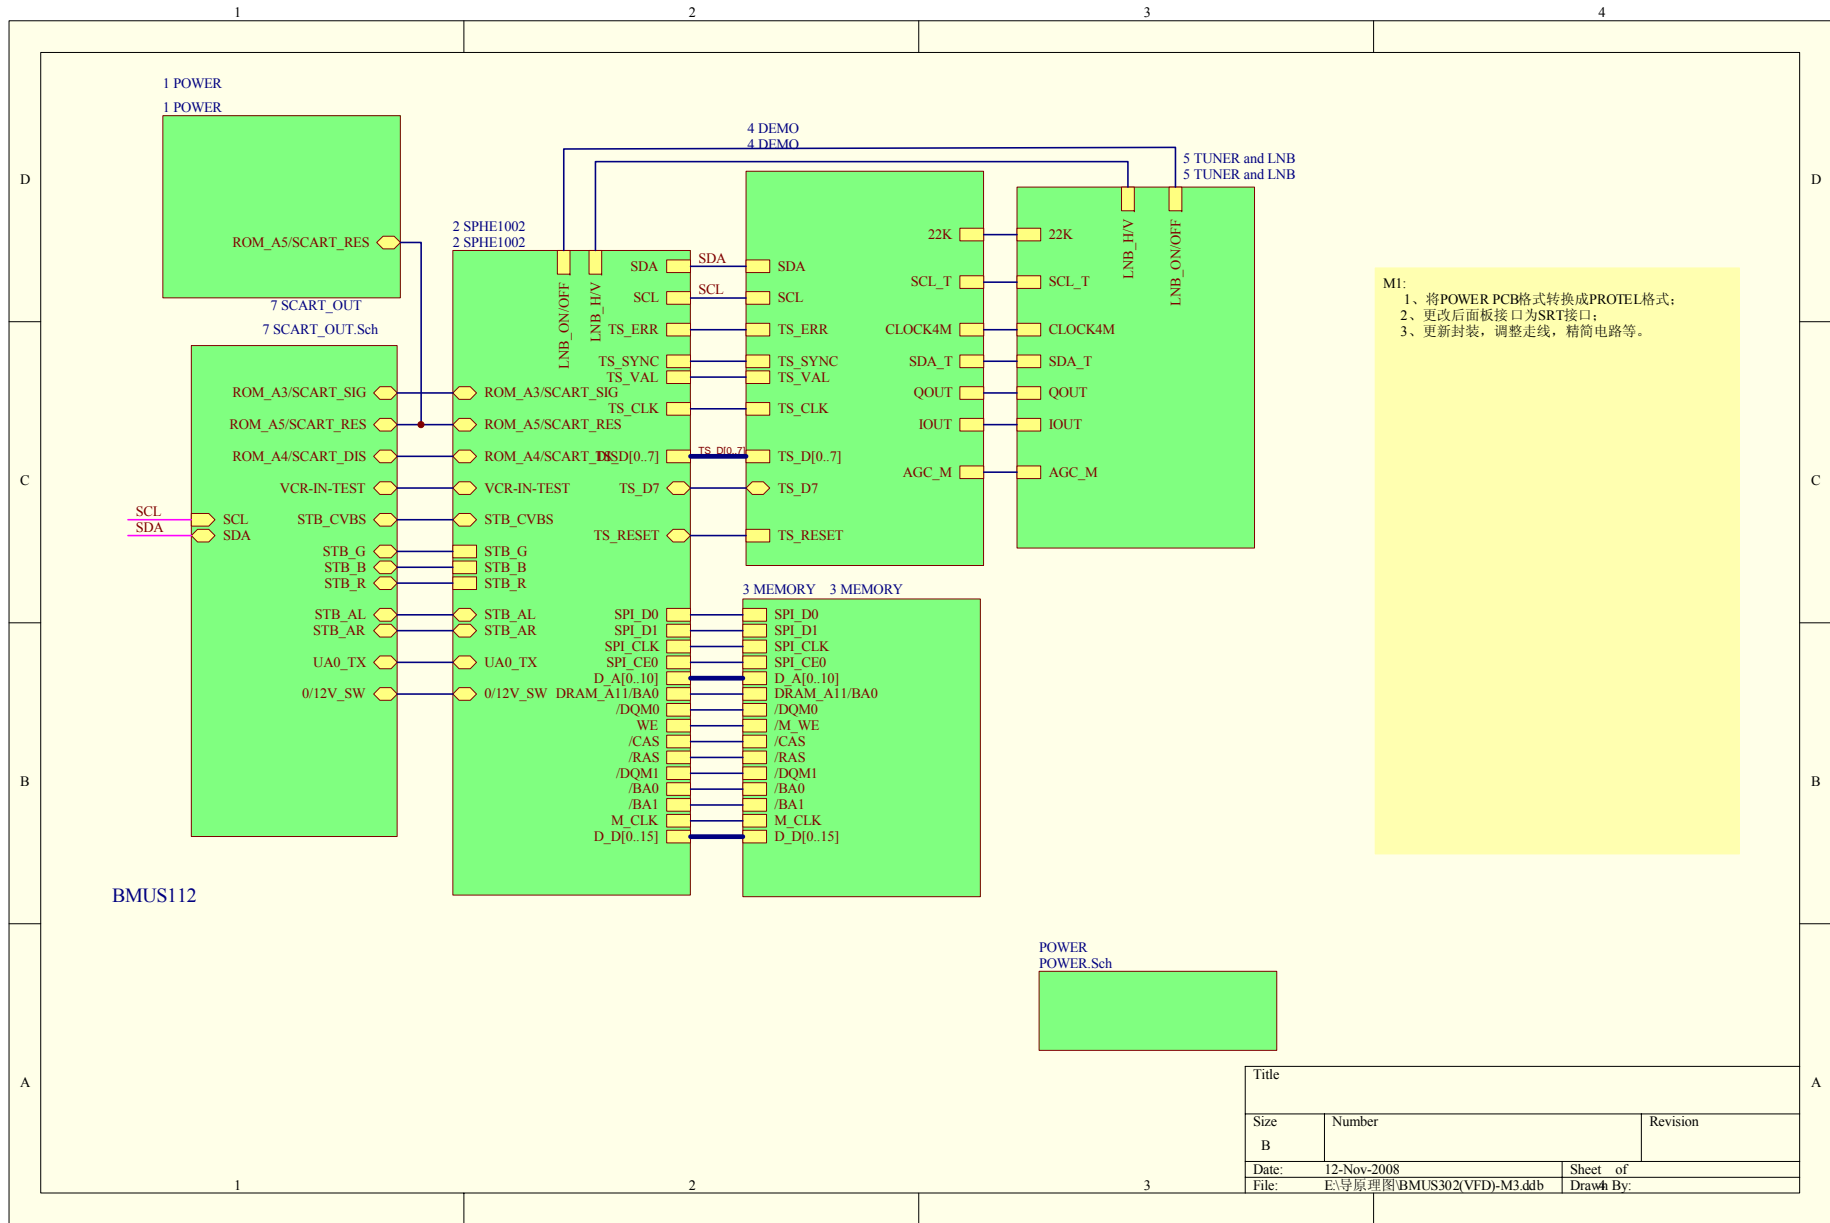 1 2 3 4
1 POWER
1 POWER
ROM_A5/SCART_RES
7 SCART_OUT
7 SCART_OUT.Sch
ROM_A3/SCART_SIG
ROM_A5/SCART_RES
ROM_A4/SCART_DIS
VCR-IN-TEST
SCL
SDA
SCL
SDA
STB_CVBS
STB_G
STB_B
STB_R
STB_AL
STB_AR
UA0_TX
0/12V_SW
BMUS112
2 SPHE1002
2 SPHE1002
LNB_ON/OFF
LNB_H/V
ROM_A3/SCART_SIG
ROM_A5/SCART_RES
ROM_A4/SCART_DIS
VCR-IN-TEST
STB_CVBS
STB_G
STB_B
STB_R
STB_AL
STB_AR
UA0_TX
0/12V_SW
SDA
SCL
TS_ERR
TS_SYNC
TS_VAL
TS_CLK
TS_D[0..7]
TS_D7
TS_RESET
SPI_D0
SPI_D1
SPI_CLK
SPI_CE0
D_A[0..10]
DRAM_A11/BA0
/DQM0
WE
/CAS
/RAS
/DQM1
/BA0
/BA1
M_CLK
D_D[0..15]
SDA
SCL
TS_D[0..7]
4 DEMO
4 DEMO
SDA
SCL
TS_ERR
TS_SYNC
TS_VAL
TS_CLK
TS_D[0..7]
TS_D7
TS_RESET
22K
SCL_T
CLOCK4M
SDA_T
QOUT
IOUT
AGC_M
3 MEMORY 3 MEMORY
SPI_D0
SPI_D1
SPI_CLK
SPI_CE0
D_A[0..10]
DRAM_A11/BA0
/DQM0
/M_WE
/CAS
/RAS
/DQM1
/BA0
/BA1
M_CLK
D_D[0..15]
5 TUNER and LNB
5 TUNER and LNB
LNB_H/V
LNB_ON/OFF
22K
SCL_T
CLOCK4M
SDA_T
QOUT
IOUT
AGC_M
M1:
1、将POWER PCB格式转换成PROTEL格式;
2、更改后面板接口为SRT接口;
3、更新封装，调整走线，精简电路等。
POWER
POWER.Sch
D D
C C
B B
A A
Title
Size Number Revision
B
Date: 12-Nov-2008 Sheet of
File: E:\导原理图\BMUS302(VFD)-M3.ddb Drawn By:
4
1 2 3